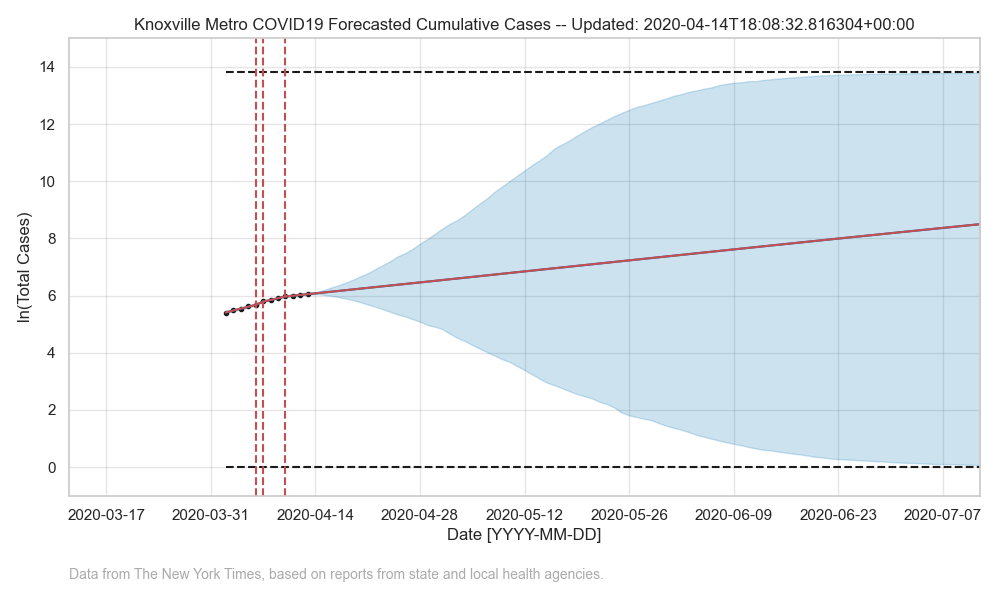 Knoxville Metro COVID19 Forecasted Cumulative Cases -- Updated: 2020-04-14T18:08:32.816304+00:00
ln(Total Cases)
14
12
10
8
6
4
2
0
2020-03-17 2020-03-31 2020-04-14 2020-04-28 2020-05-12 2020-05-26 2020-06-09 2020-06-23 2020-07-07
Date [YYYY-MM-DD]
Data from The New York Times, based on reports from state and local health agencies.